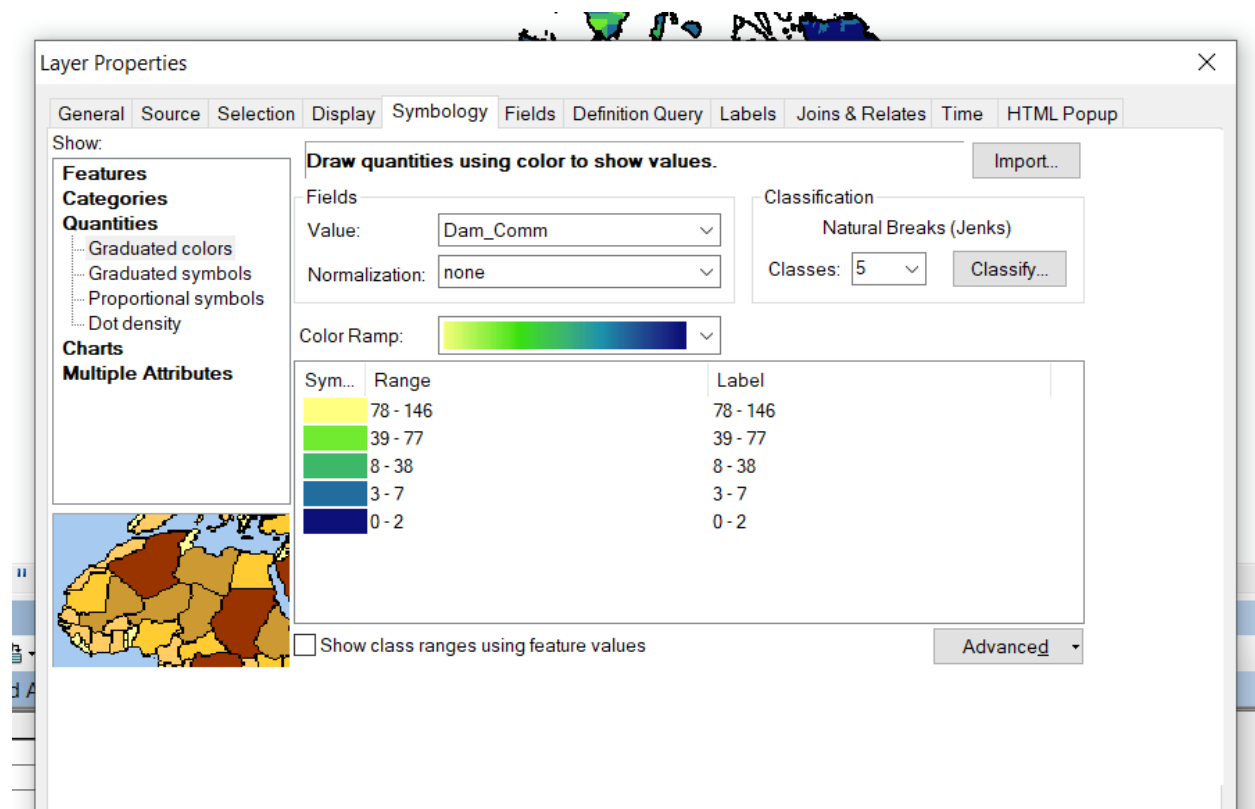 Layer Properties
General Source Selection Display Symbology Fields Definition Query Labels Joins & Relates Time HTML Popup
Show:
Features
Categories
Quantities
Graduated colors
Graduated symbols
Proportional symbols
Dot density
Charts
Multiple Attributes
Draw quantities using color to show values.
Import...
Fields
Value: Dam_Comm
Normalization: none
Classification
Natural Breaks (Jenks)
Classes: 5 Classify...
Color Ramp:
Sym... Range Label
78 - 146 78 - 146
39 - 77 39 - 77
8 - 38 8 - 38
3 - 7 3 - 7
0 - 2 0 - 2
Show class ranges using feature values
Advanced
d A